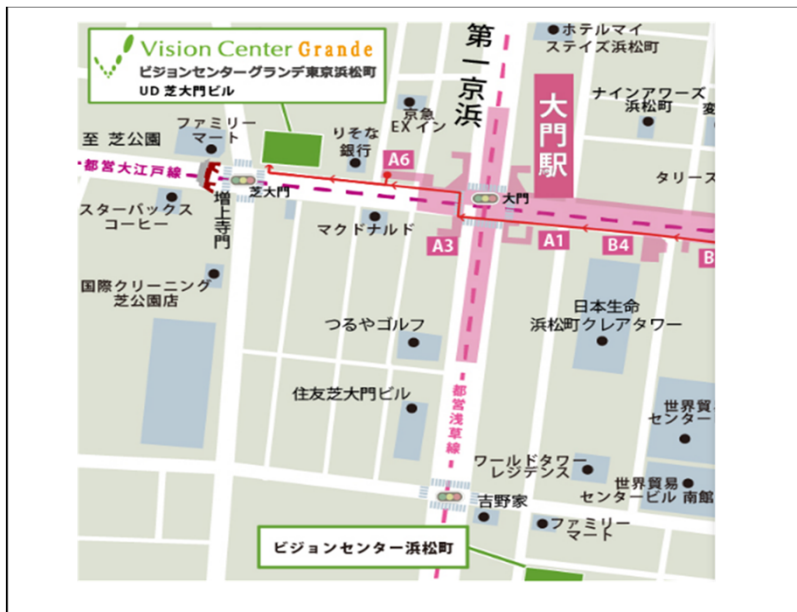 Vision Center Grande
ビジョンセンターグランデ東京浜松町
UD 芝大門ビル
第一京浜
ホテルマイ
ステイズ浜松町
大門駅
ナインアワーズ
浜松町
変
京急
EX イン
ファミリー
マート
りそな
銀行
至 芝公園
A6
タリーズ
都営大江戸線
芝大門
大門
スターバックス
コーヒー
増上寺門
マクドナルド
A3
A1
B4
B
国際クリーニング
芝公園店
日本生命
浜松町クレアタワー
つるやゴルフ
住友芝大門ビル
都営浅草線
世界貿
センター
ワールドタワー
レジデンス
世界貿易
センタービル 南館
吉野家
ファミリー
マート
ビジョンセンター浜松町